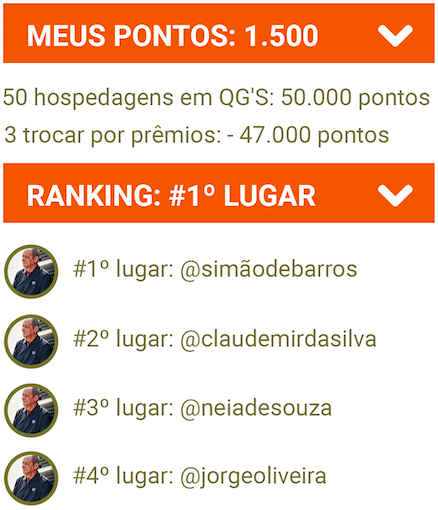 MEUS PONTOS: 1.500
50 hospedagens em QG'S: 50.000 pontos
3 trocar por prêmios: - 47.000 pontos
RANKING: #1º LUGAR
#1º lugar: @simãodebarros
#2º lugar: @claudemirdasilva
#3º lugar: @neiadesouza
#4º lugar: @jorgeoliveira